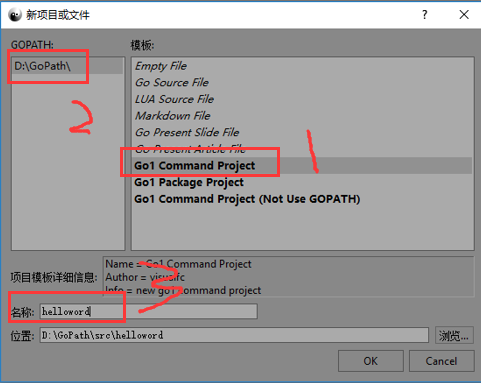 新项目或文件
GOPATH:
模板:
D:\GoPath\
Empty File
Go Source File
LUA Source File
Markdown File
Go Present Slide File
Go Present Article File
Go1 Command Project
Go1 Package Project
Go1 Command Project (Not Use GOPATH)
2
1
项目模板详细信息:
Name = Go1 Command Project
Author = visualfc
Info = new go1 command project
3
名称:
helloword
位置:
D:\GoPath\src\helloword
浏览...
OK
Cancel